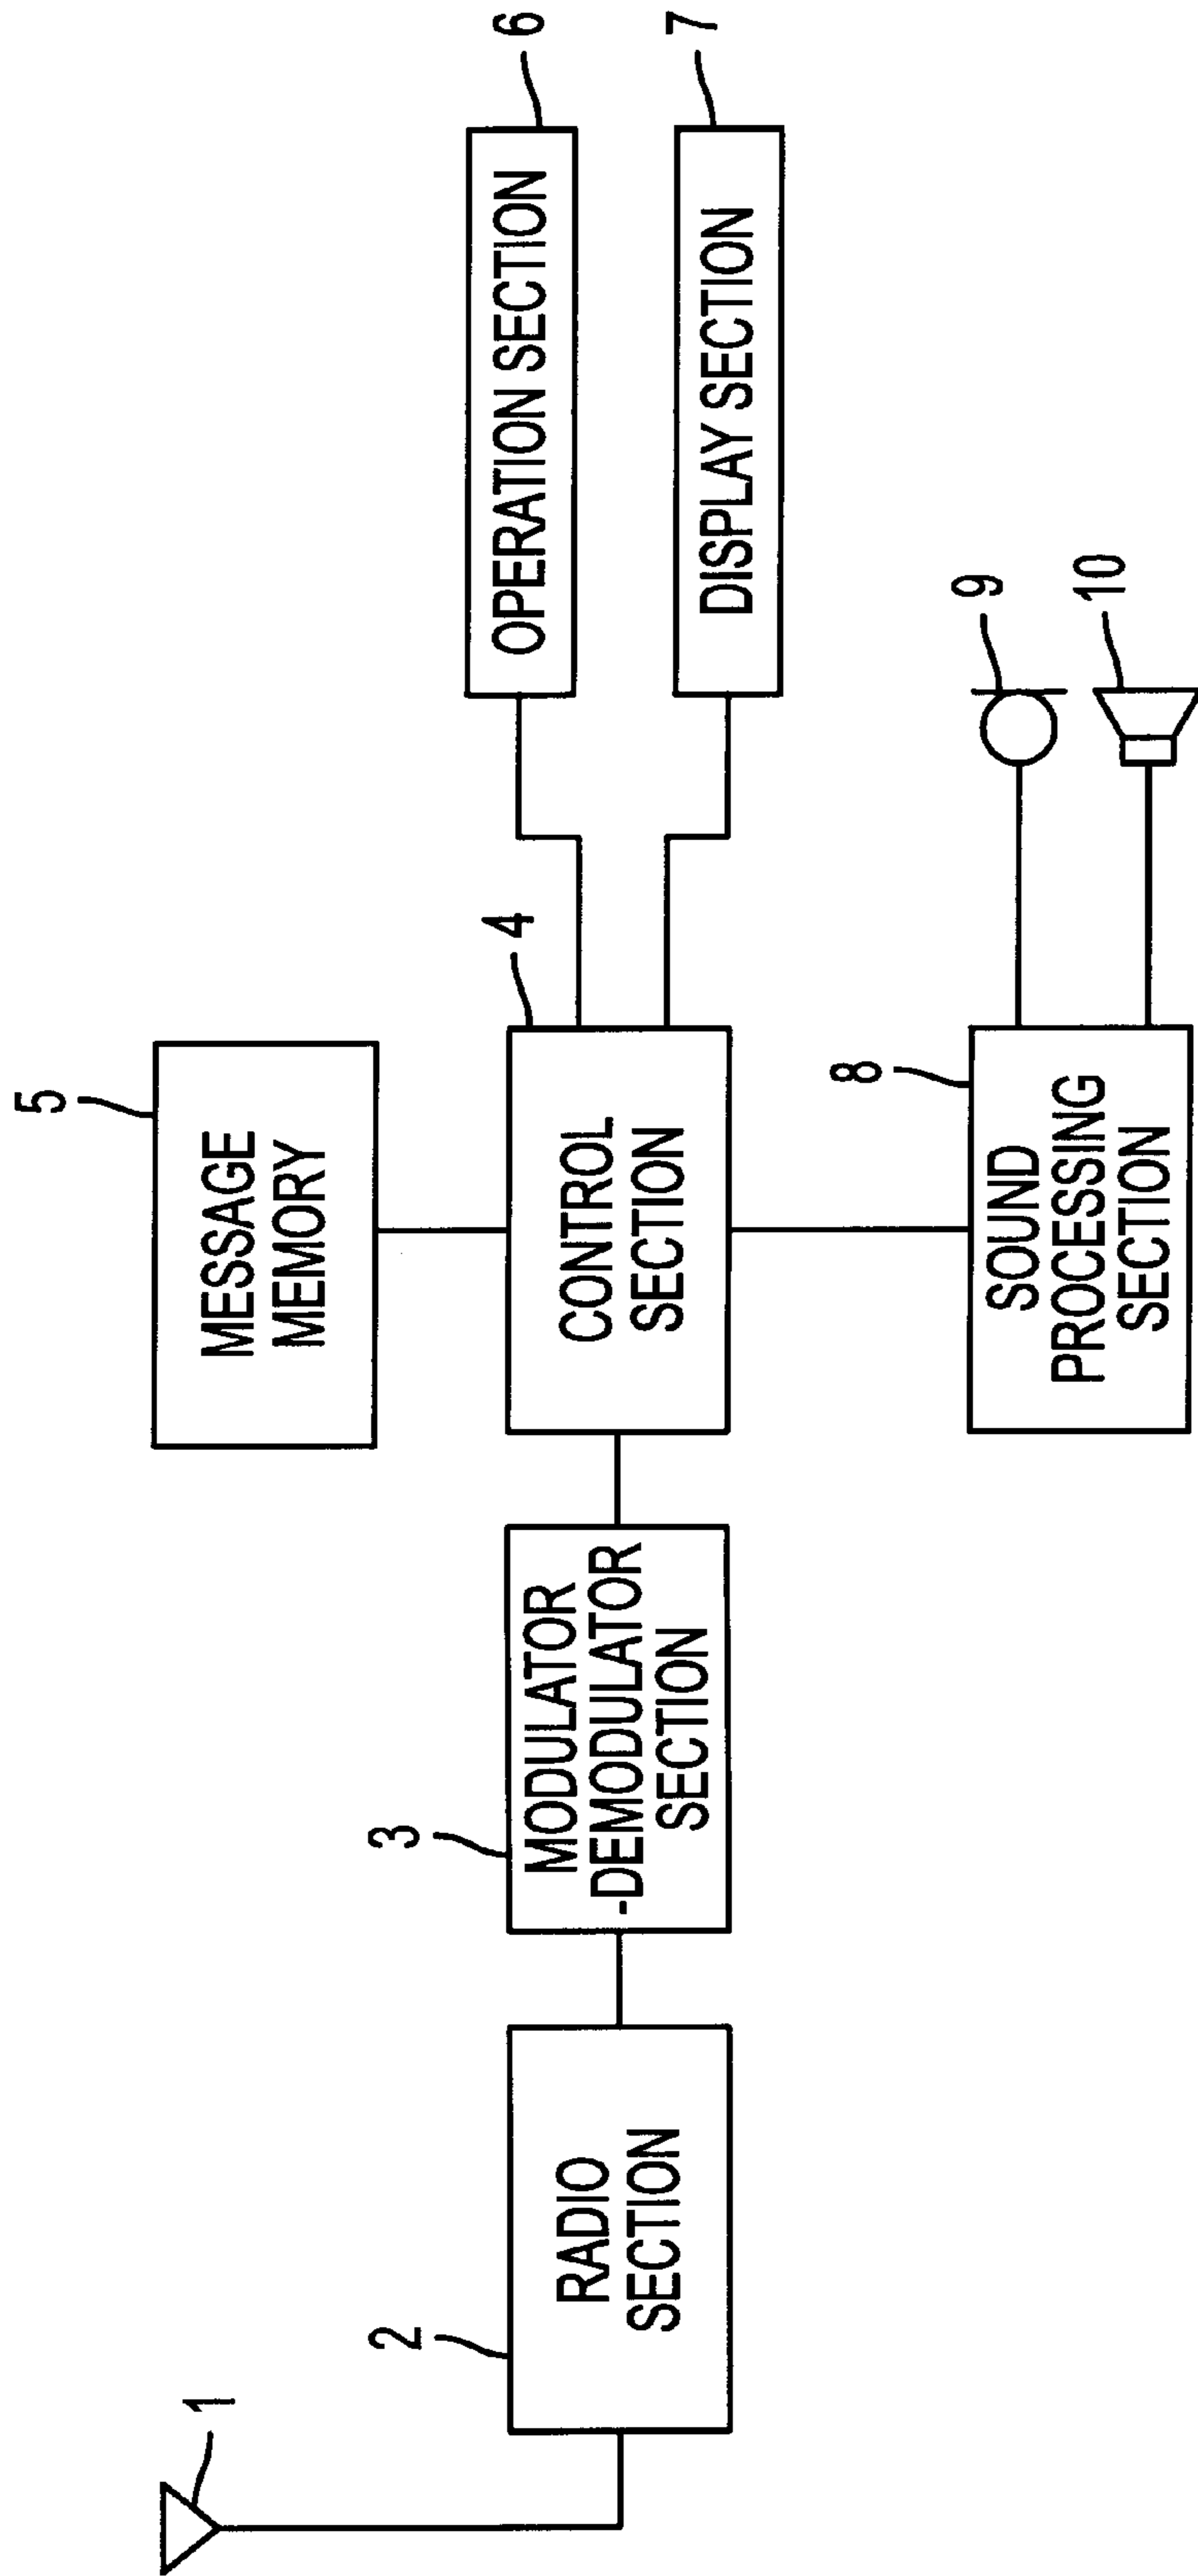 1
2
RADIO
SECTION
3
MODULATOR
-DEMODULATOR
SECTION
5
MESSAGE
MEMORY
4
CONTROL
SECTION
8
SOUND
PROCESSING
SECTION
6
OPERATION SECTION
7
DISPLAY SECTION
9
10